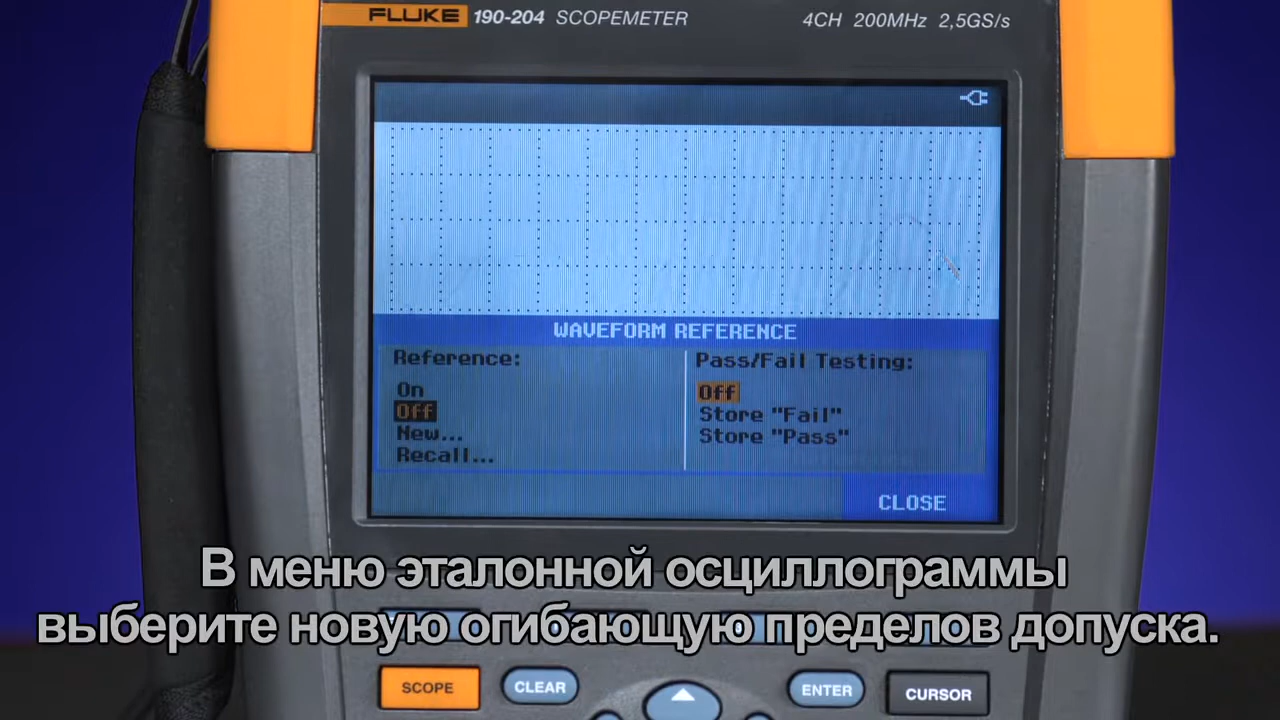 FLUKE 190-204 SCOPEMETER 4CH 200MHz 2,5GS/s
WAVEFORM REFERENCE
Reference:
On
Off
New...
Recall...
Pass/Fail Testing:
Off
Store "Fail"
Store "Pass"
CLOSE
В меню эталонной осциллограммы
выберите новую огибающую пределов допуска.
SCOPE CLEAR ENTER CURSOR